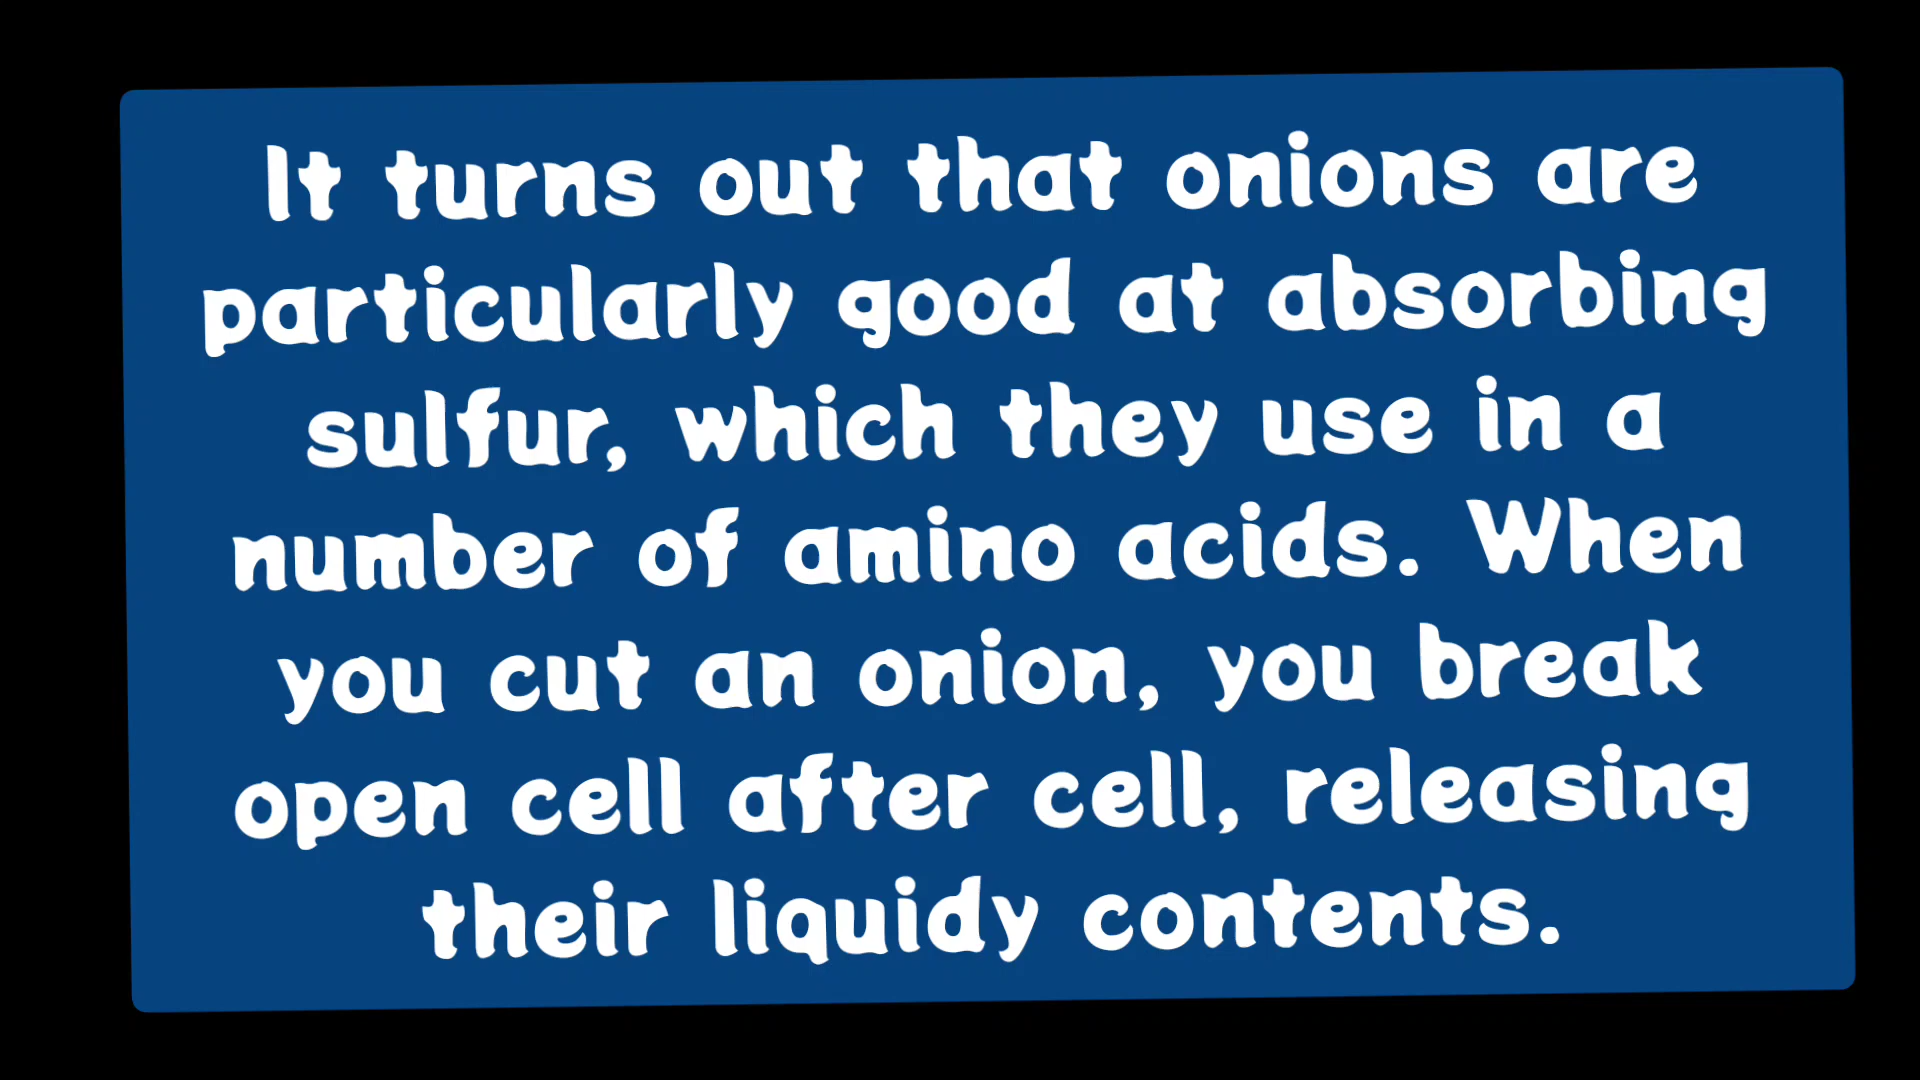 It turns out that onions are
particularly good at absorbing
sulfur, which they use in a
number of amino acids. When
you cut an onion, you break
open cell after cell, releasing
their liquidy contents.